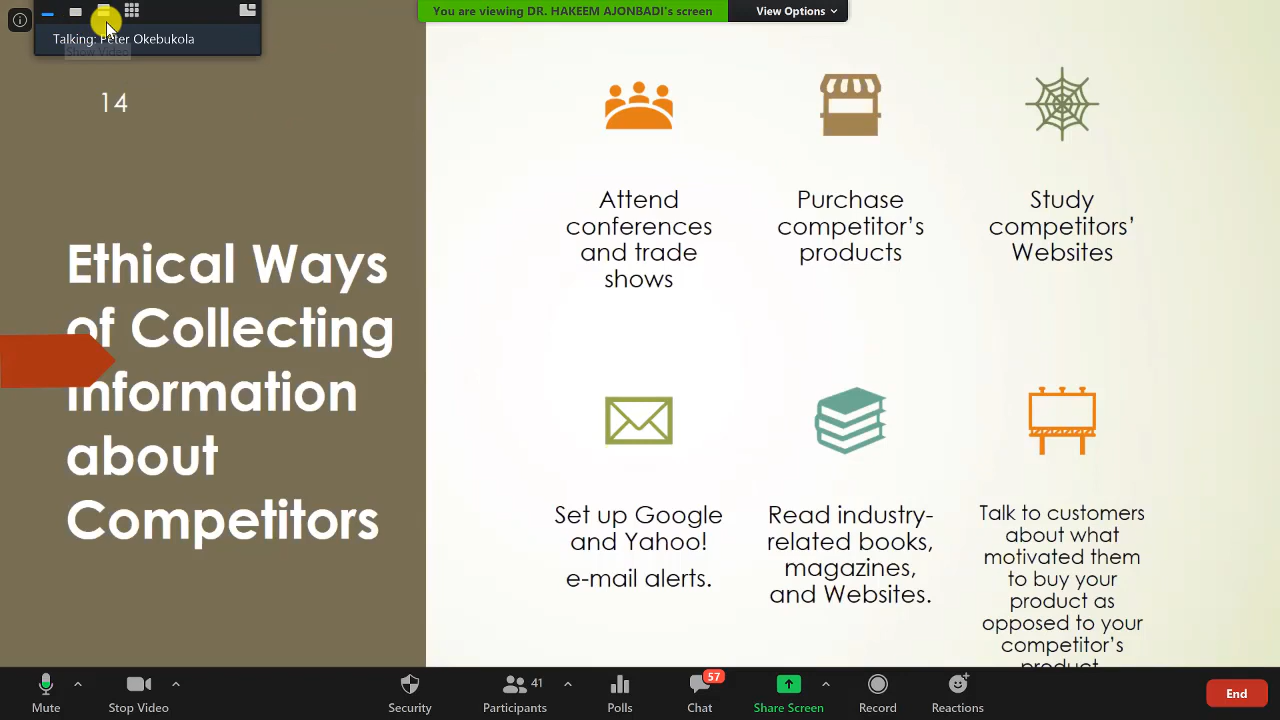 You are viewing DR. HAKEEM AJONBADI's screen
View Options
Talking: Peter Okebukola
Show Video
14
Ethical Ways
of Collecting
Information
about
Competitors
Attend
conferences
and trade
shows
Purchase
competitor's
products
Study
competitors'
Websites
Set up Google
and Yahoo!
e-mail alerts.
Read industry-
related books,
magazines,
and Websites.
Talk to customers
about what
motivated them
to buy your
product as
opposed to your
competitor's
product.
Mute
Stop Video
Security
41
Participants
Polls
57
Chat
Share Screen
Record
Reactions
End